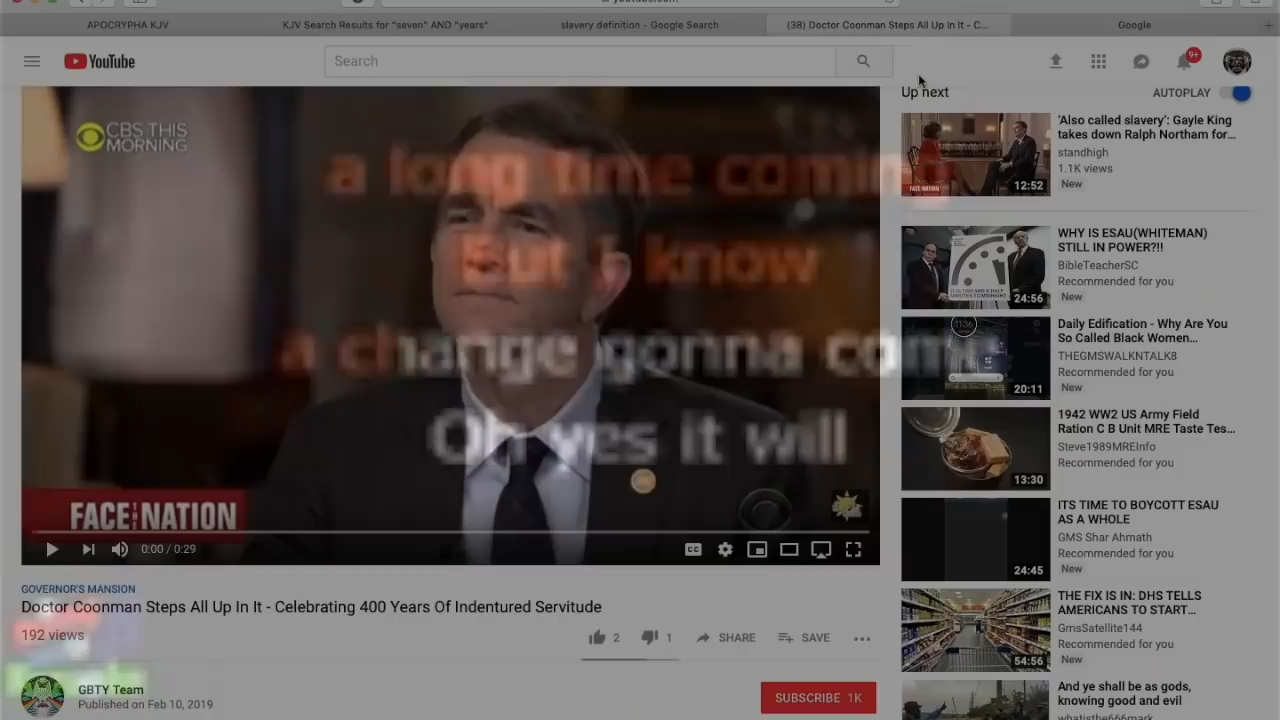 youtube.com
APOCRYPHA KJV
KJV Search Results for "seven" AND "years"
slavery definition - Google Search
(38) Doctor Coonman Steps All Up In It - C...
Google
YouTube
Search
9+
CBS THIS
MORNING
a long time coming
but I know
a change gonna com
Oh yes it will
FACE THE NATION
0:00 / 0:29
CC
GOVERNOR'S MANSION
Doctor Coonman Steps All Up In It - Celebrating 400 Years Of Indentured Servitude
192 views
2
1
SHARE
SAVE
GBTY Team
Published on Feb 10, 2019
SUBSCRIBE 1K
Up next
AUTOPLAY
FACE THE NATION
12:52
'Also called slavery': Gayle King
takes down Ralph Northam for...
standhigh
1.1K views
New
24:56
WHY IS ESAU(WHITEMAN)
STILL IN POWER?!!
BibleTeacherSC
Recommended for you
New
20:11
Daily Edification - Why Are You
So Called Black Women...
THEGMSWALKNTALK8
Recommended for you
New
13:30
1942 WW2 US Army Field
Ration C B Unit MRE Taste Tes...
Steve1989MREInfo
Recommended for you
24:45
ITS TIME TO BOYCOTT ESAU
AS A WHOLE
GMS Shar Ahmath
Recommended for you
New
54:56
THE FIX IS IN: DHS TELLS
AMERICANS TO START...
GmsSatellite144
Recommended for you
New
And ye shall be as gods,
knowing good and evil
whatisthe666mark